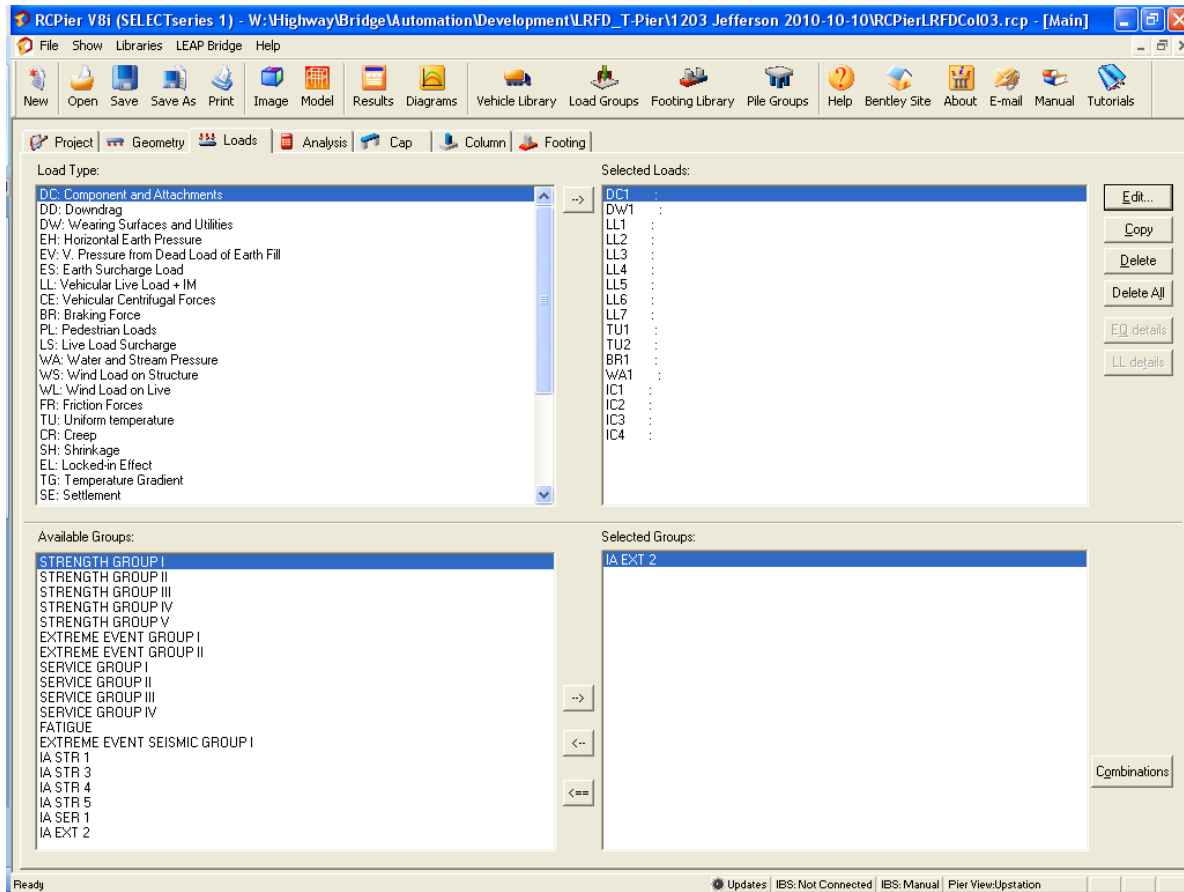 RCPier V8i (SELECTseries 1) - W:\Highway\Bridge\Automation\Development\LRFD_T-Pier\1203 Jefferson 2010-10-10\RCPierLRFDCol03.rcp - [Main]
File Show Libraries LEAP Bridge Help
New Open Save Save As Print Image Model Results Diagrams Vehicle Library Load Groups Footing Library Pile Groups Help Bentley Site About E-mail Manual Tutorials
Project Geometry Loads Analysis Cap Column Footing
Load Type:
DC: Component and Attachments
DD: Downdrag
DW: Wearing Surfaces and Utilities
EH: Horizontal Earth Pressure
EV: V. Pressure from Dead Load of Earth Fill
ES: Earth Surcharge Load
LL: Vehicular Live Load + IM
CE: Vehicular Centrifugal Forces
BR: Braking Force
PL: Pedestrian Loads
LS: Live Load Surcharge
WA: Water and Stream Pressure
WS: Wind Load on Structure
WL: Wind Load on Live
FR: Friction Forces
TU: Uniform temperature
CR: Creep
SH: Shrinkage
EL: Locked-in Effect
TG: Temperature Gradient
SE: Settlement
-->
Selected Loads:
DC1 :
DW1 :
LL1 :
LL2 :
LL3 :
LL4 :
LL5 :
LL6 :
LL7 :
TU1 :
TU2 :
BR1 :
WA1 :
IC1 :
IC2 :
IC3 :
IC4 :
Edit...
Copy
Delete
Delete All
EQ details
LL details
Available Groups:
STRENGTH GROUP I
STRENGTH GROUP II
STRENGTH GROUP III
STRENGTH GROUP IV
STRENGTH GROUP V
EXTREME EVENT GROUP I
EXTREME EVENT GROUP II
SERVICE GROUP I
SERVICE GROUP II
SERVICE GROUP III
SERVICE GROUP IV
FATIGUE
EXTREME EVENT SEISMIC GROUP I
IA STR 1
IA STR 3
IA STR 4
IA STR 5
IA SER 1
IA EXT 2
-->
<--
<==
Selected Groups:
IA EXT 2
Combinations
Ready
Updates IBS: Not Connected IBS: Manual Pier View:Upstation